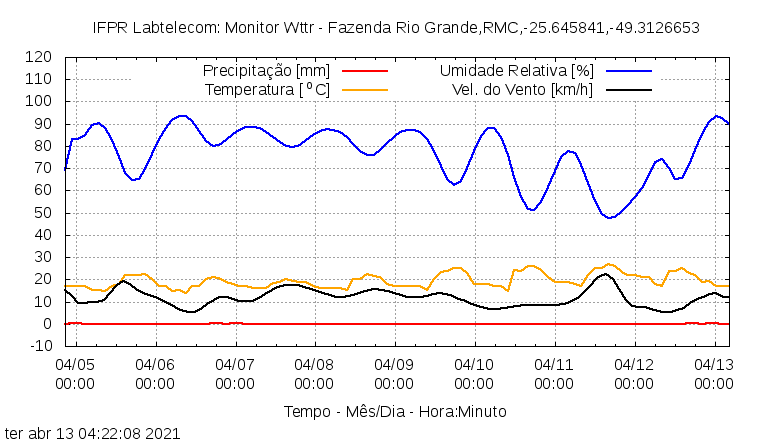 IFPR Labtelecom: Monitor Wttr - Fazenda Rio Grande,RMC,-25.645841,-49.3126653
120
110
100
90
80
70
60
50
40
30
20
10
0
-10
Precipitação [mm]
Temperatura [⁰C]
Umidade Relativa [%]
Vel. do Vento [km/h]
04/05 04/06 04/07 04/08 04/09 04/10 04/11 04/12 04/13
00:00 00:00 00:00 00:00 00:00 00:00 00:00 00:00 00:00
Tempo - Mês/Dia - Hora:Minuto
ter abr 13 04:22:08 2021